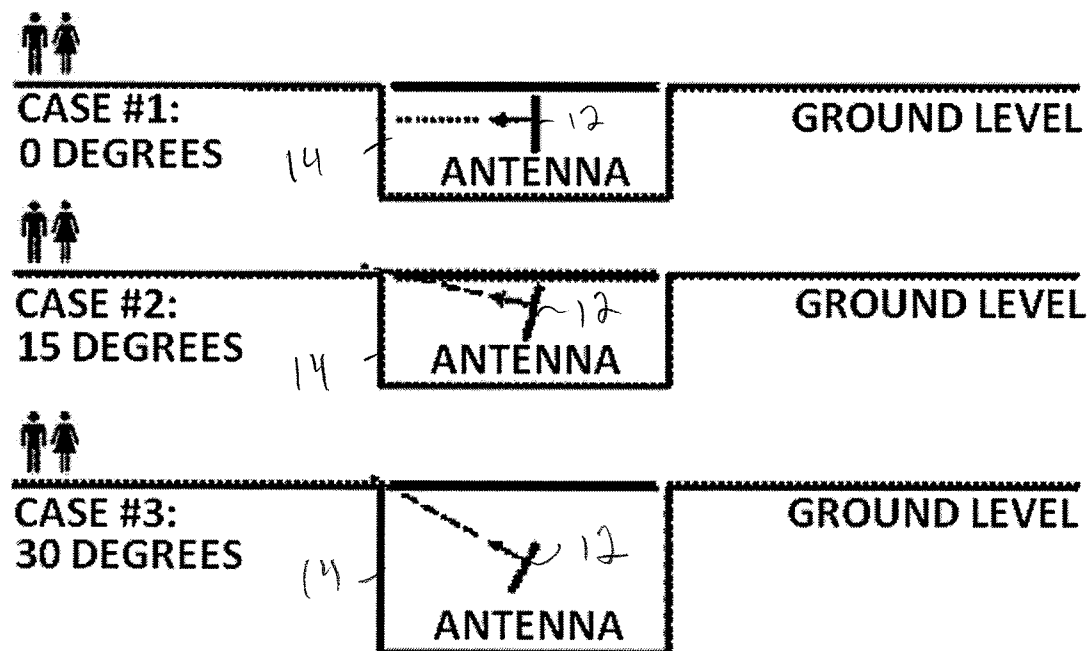 CASE #1:
0 DEGREES
14
12
ANTENNA
GROUND LEVEL
CASE #2:
15 DEGREES
14
12
ANTENNA
GROUND LEVEL
CASE #3:
30 DEGREES
14
12
ANTENNA
GROUND LEVEL